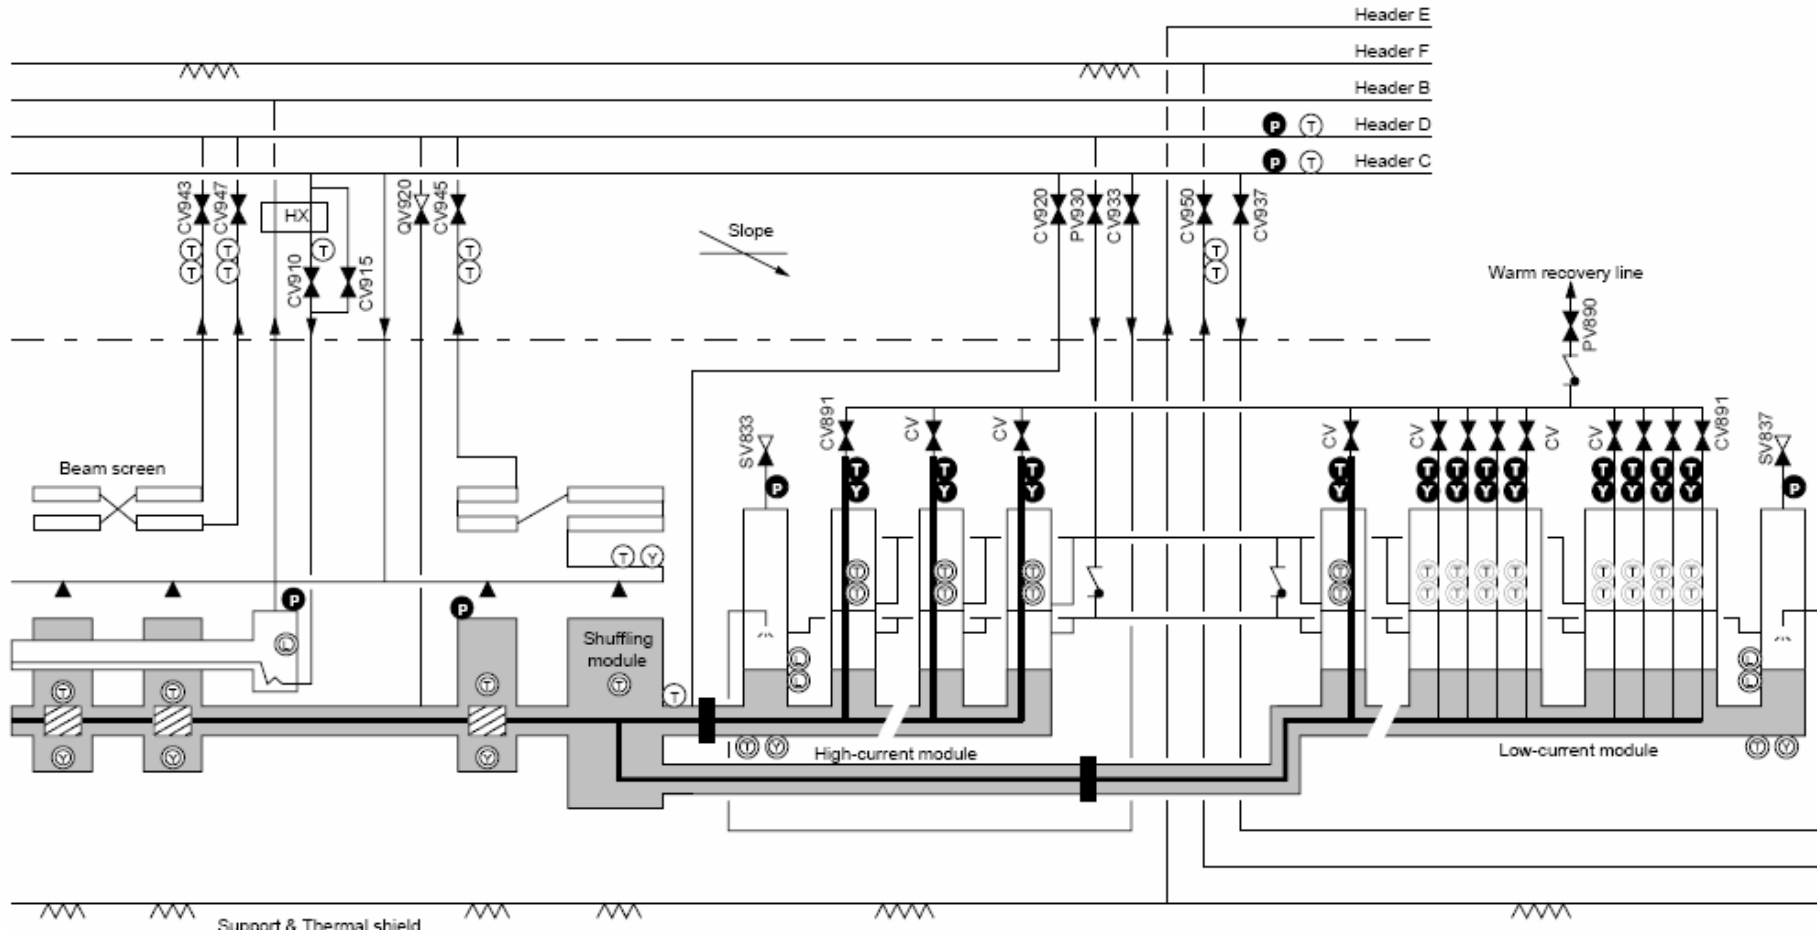 Header E
Header F
Header B
P T Header D
P T Header C
CV943
CV947
HX
CV910
CV915
QV920
CV945
CV920
PV930
CV933
CV950
CV937
T T
T T
T
T T
T T
Slope
Warm recovery line
PV890
SV833
CV891
CV
CV
CV
CV
CV
CV
CV891
SV837
Beam screen
P
T T T T T T T T T T T T
Y Y Y Y Y Y Y Y Y Y Y Y
P
T Y
T T T T T T T T T T T T
T T T T T T T T T T T T
P
P
L
Shuffling
module
L
L
L
L
T T T T
T
Y Y Y
T Y
High-current module
Low-current module
T Y
Support & Thermal shield